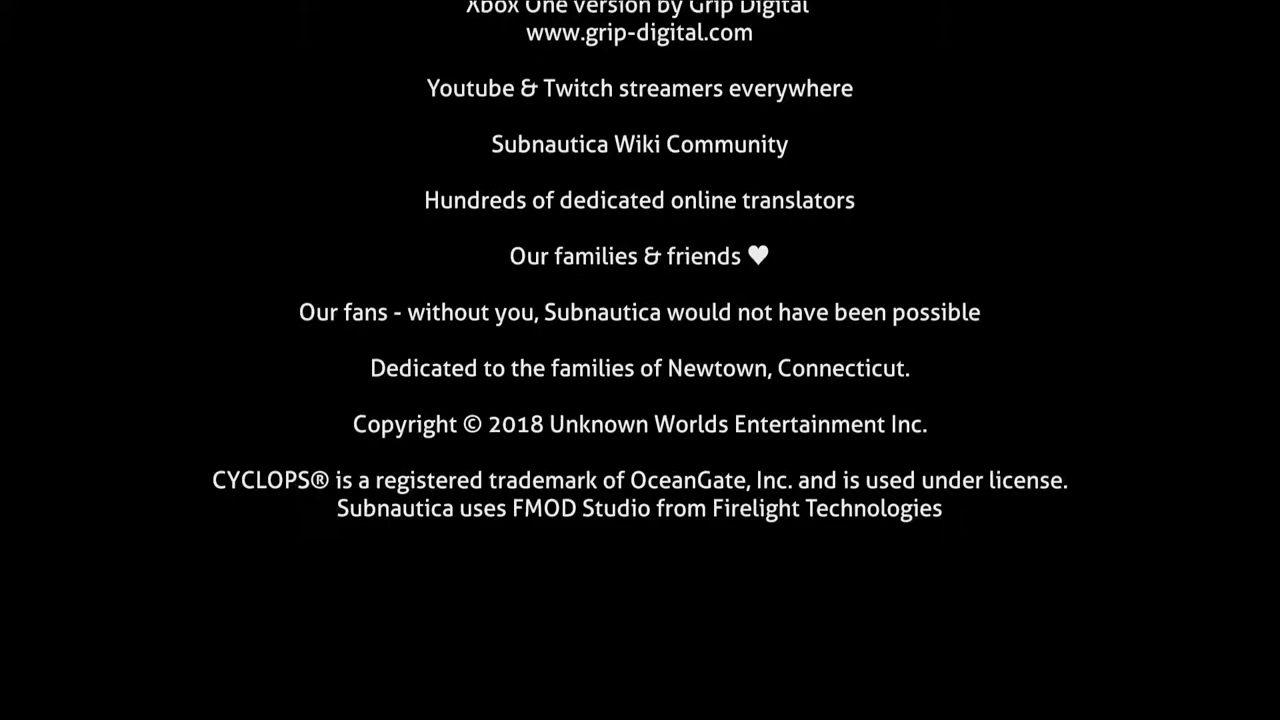 Xbox One version by Grip Digital
www.grip-digital.com
Youtube & Twitch streamers everywhere
Subnautica Wiki Community
Hundreds of dedicated online translators
Our families & friends ♥
Our fans - without you, Subnautica would not have been possible
Dedicated to the families of Newtown, Connecticut.
Copyright © 2018 Unknown Worlds Entertainment Inc.
CYCLOPS® is a registered trademark of OceanGate, Inc. and is used under license.
Subnautica uses FMOD Studio from Firelight Technologies